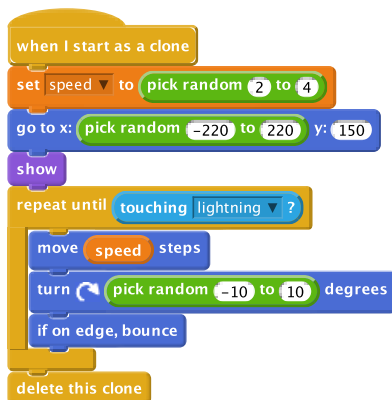 when I start as a clone
set speed ▼ to pick random 2 to 4
go to x: pick random -220 to 220 y: 150
show
repeat until touching lightning ▼ ?
move speed steps
turn ↻ pick random -10 to 10 degrees
if on edge, bounce
delete this clone